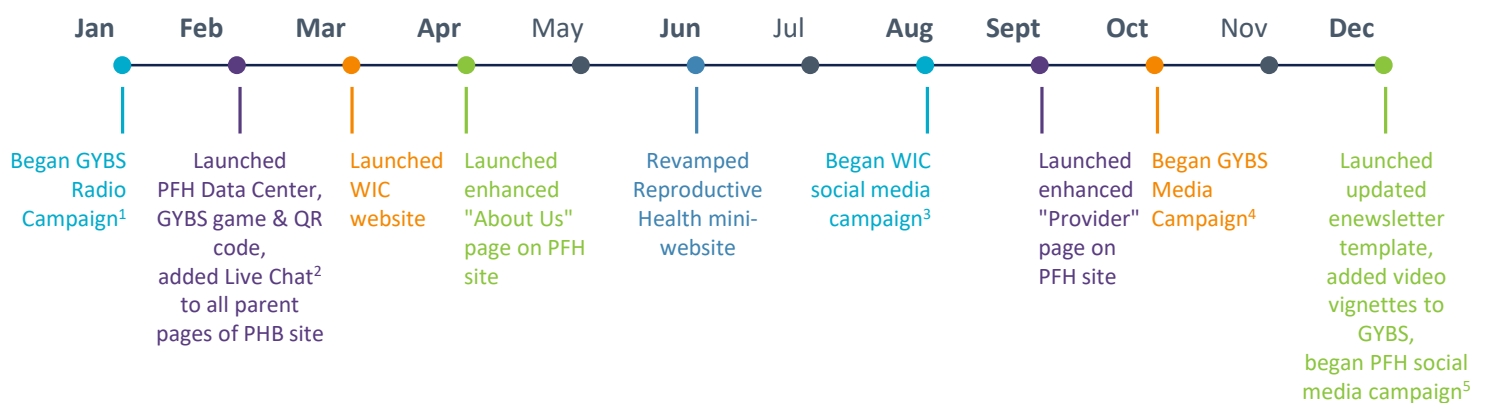 Jan Feb Mar Apr May Jun Jul Aug Sept Oct Nov Dec
Began GYBS
Radio
Campaign1
Launched
PFH Data Center,
GYBS game & QR
code,
added Live Chat2
to all parent
pages of PHB site
Launched
WIC
website
Launched
enhanced
"About Us"
page on PFH
site
Revamped
Reproductive
Health mini-
website
Began WIC
social media
campaign3
Launched
enhanced
"Provider"
page on
PFH site
Began GYBS
Media
Campaign4
Launched
updated
enewsletter
template,
added video
vignettes to
GYBS,
began PFH social
media campaign5